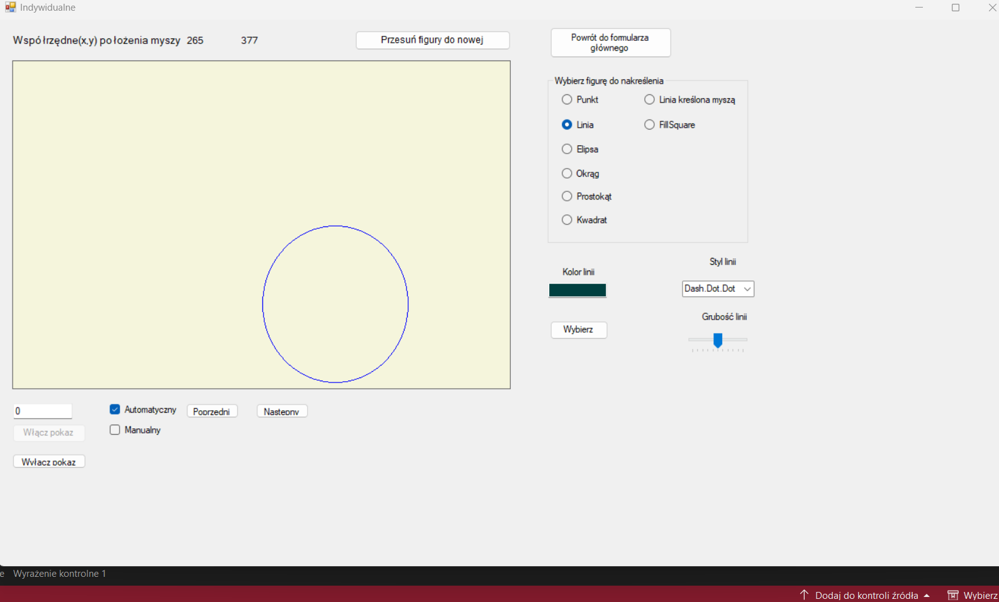 Indywidualne
Współrzędne(x,y) położenia myszy 265 377
Przesuń figury do nowej
Powrót do formularza
głównego
Wybierz figurę do nakreślenia
Punkt
Linia kreślona myszą
Linia
FillSquare
Elipsa
Okrąg
Prostokąt
Kwadrat
Kolor linii
Styl linii
Dash.Dot.Dot
Grubość linii
Wybierz
0
Automatyczny
Poprzedni
Następny
Włącz pokaz
Manualny
Wyłącz pokaz
e Wyrażenie kontrolne 1
Dodaj do kontroli źródła
Wybierz